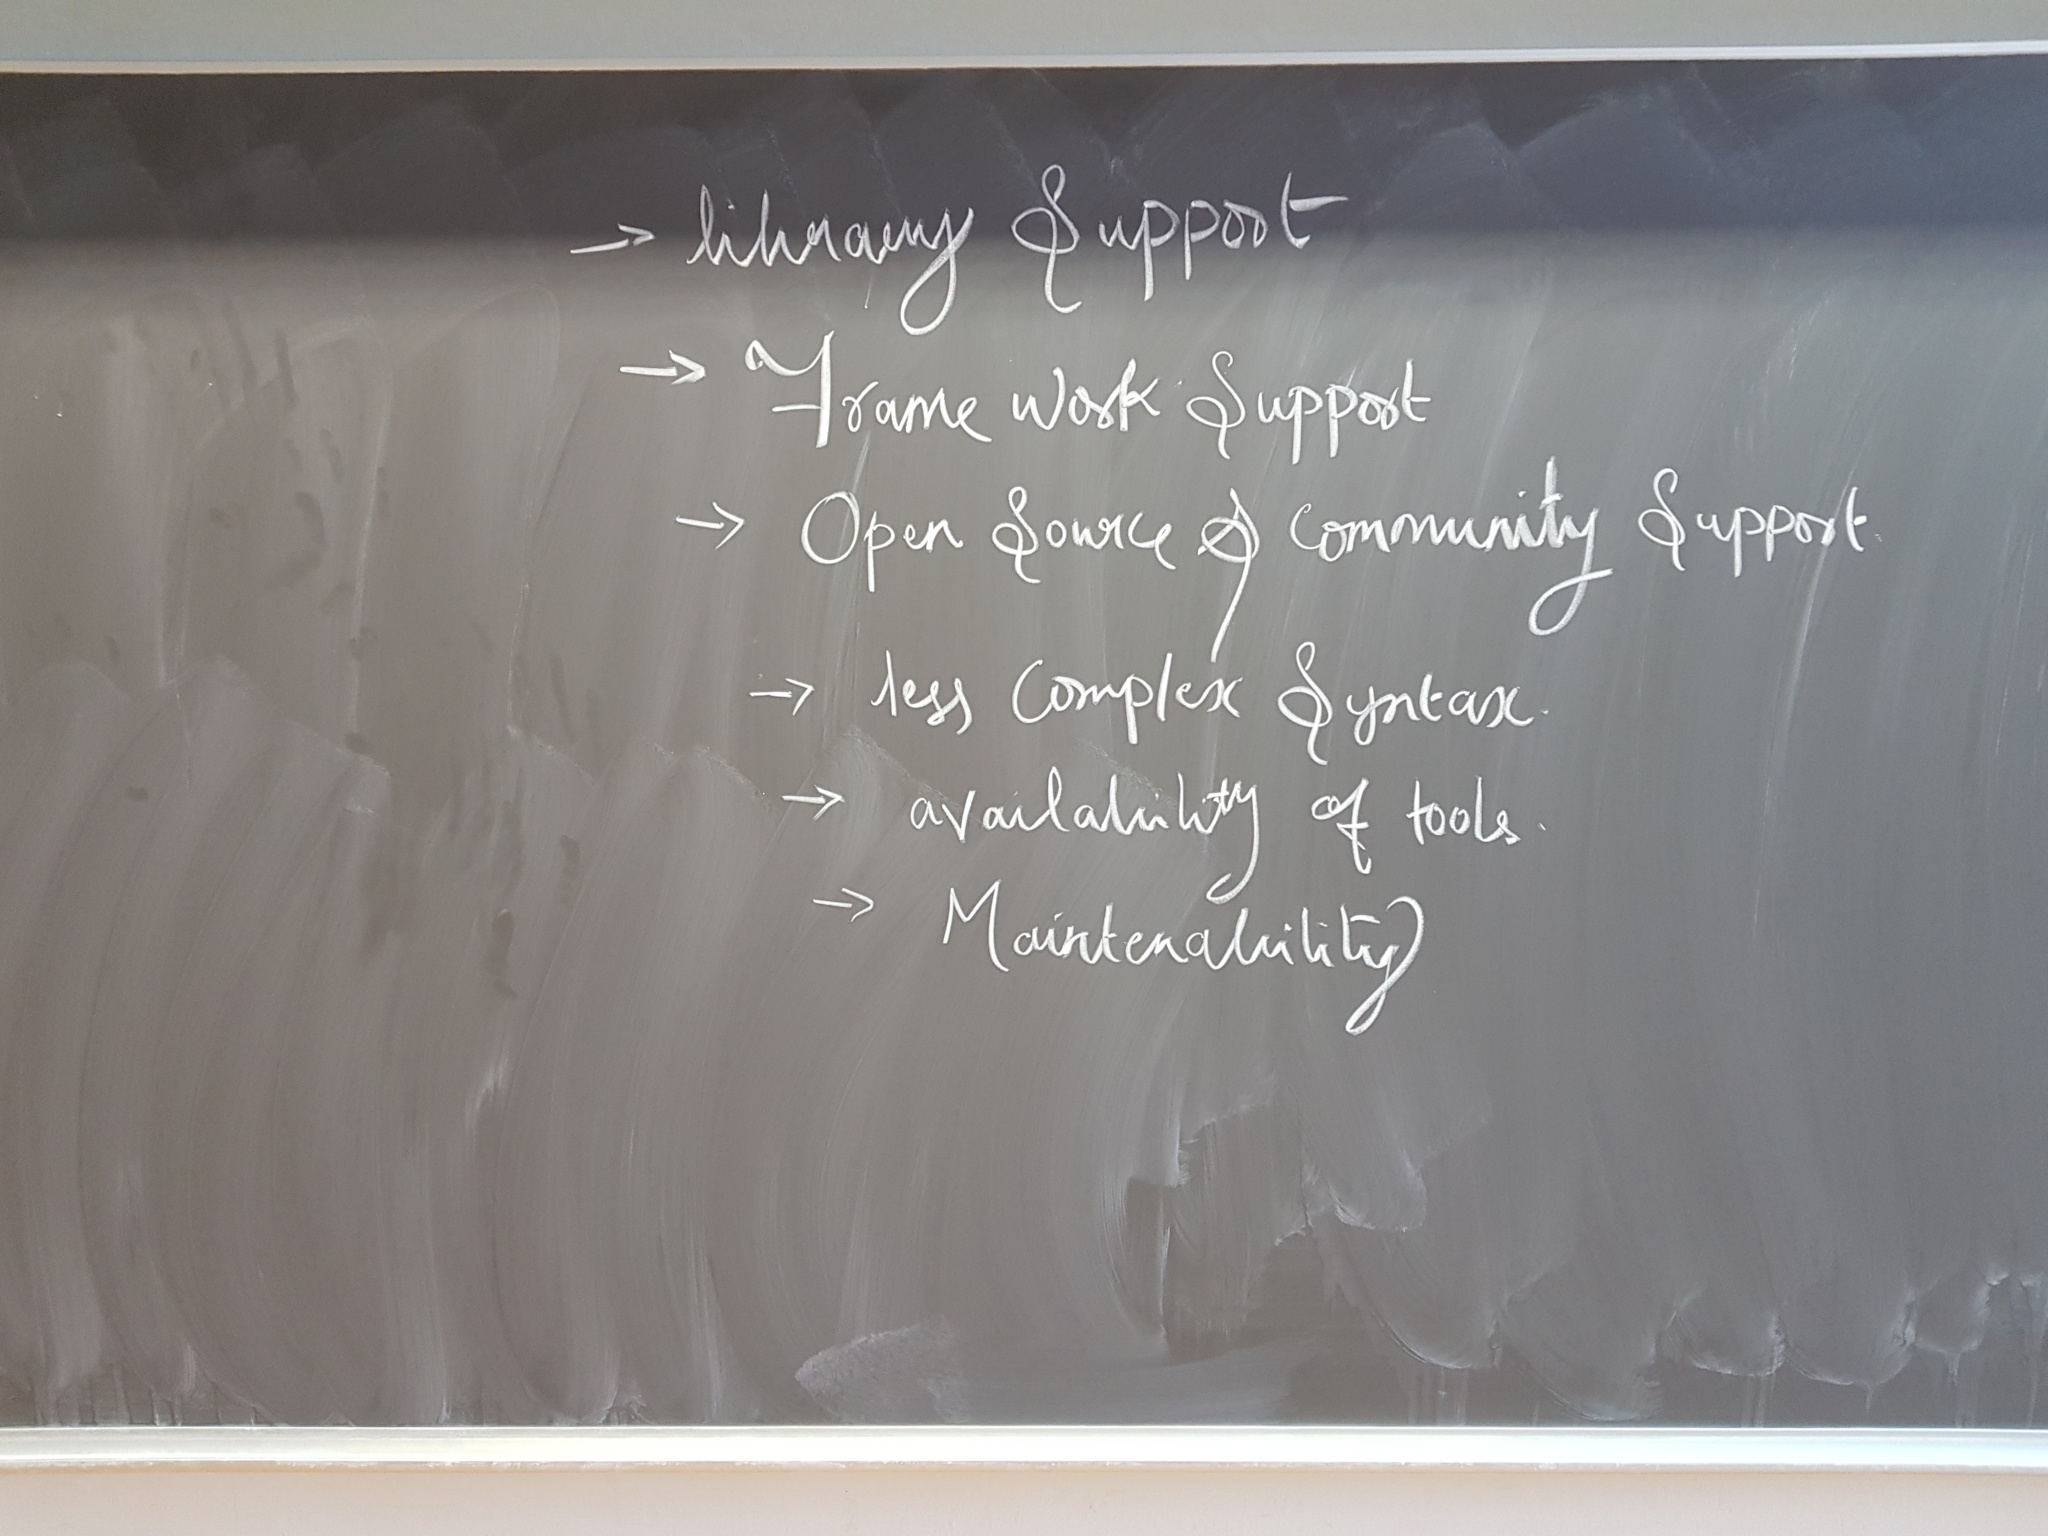 → library Support
→ Frame work Support
→ Open Source & community Support.
→ less Complex Syntax.
→ availability of tools.
→ Maintenability